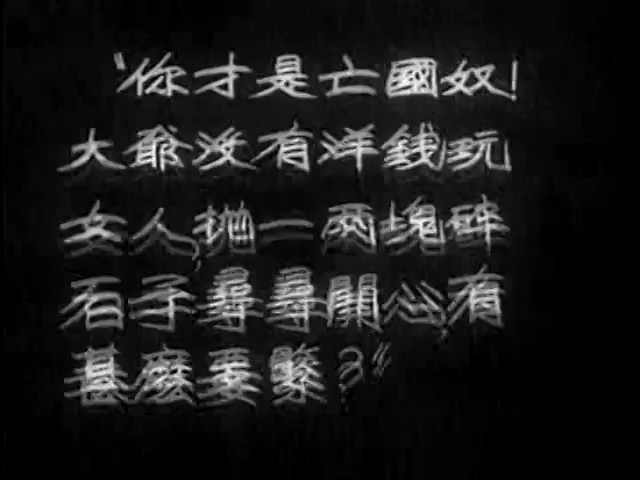 “你才是亡國奴!
大爺沒有洋錢玩
女人,拋一兩塊碎
石子尋尋開心,有
甚麽要緊?”